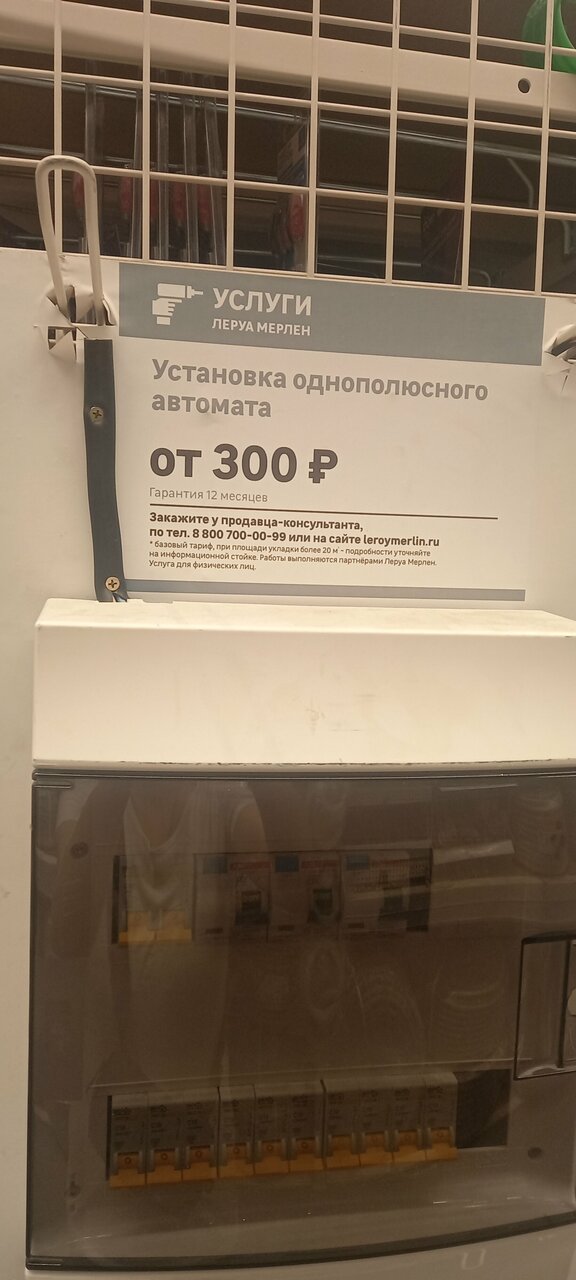 УСЛУГИ
ЛЕРУА МЕРЛЕН
Установка однополюсного
автомата
от 300 ₽
Гарантия 12 месяцев
Закажите у продавца-консультанта,
по тел. 8 800 700-00-99 или на сайте leroymerlin.ru
* базовый тариф, при площади укладки более 20 м² - подробности уточняйте
на информационной стойке. Работы выполняются партнёрами Леруа Мерлен.
Услуга для физических лиц.